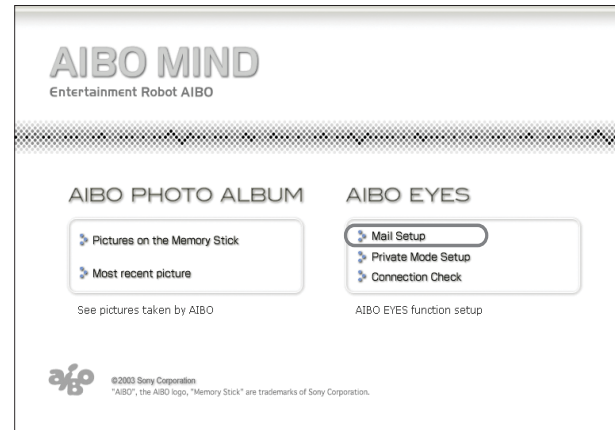 AIBO MIND
Entertainment Robot AIBO
AIBO PHOTO ALBUM
Pictures on the Memory Stick
Most recent picture
See pictures taken by AIBO
AIBO EYES
Mail Setup
Private Mode Setup
Connection Check
AIBO EYES function setup
aibo
©2003 Sony Corporation
"AIBO", the AIBO logo, "Memory Stick" are trademarks of Sony Corporation.